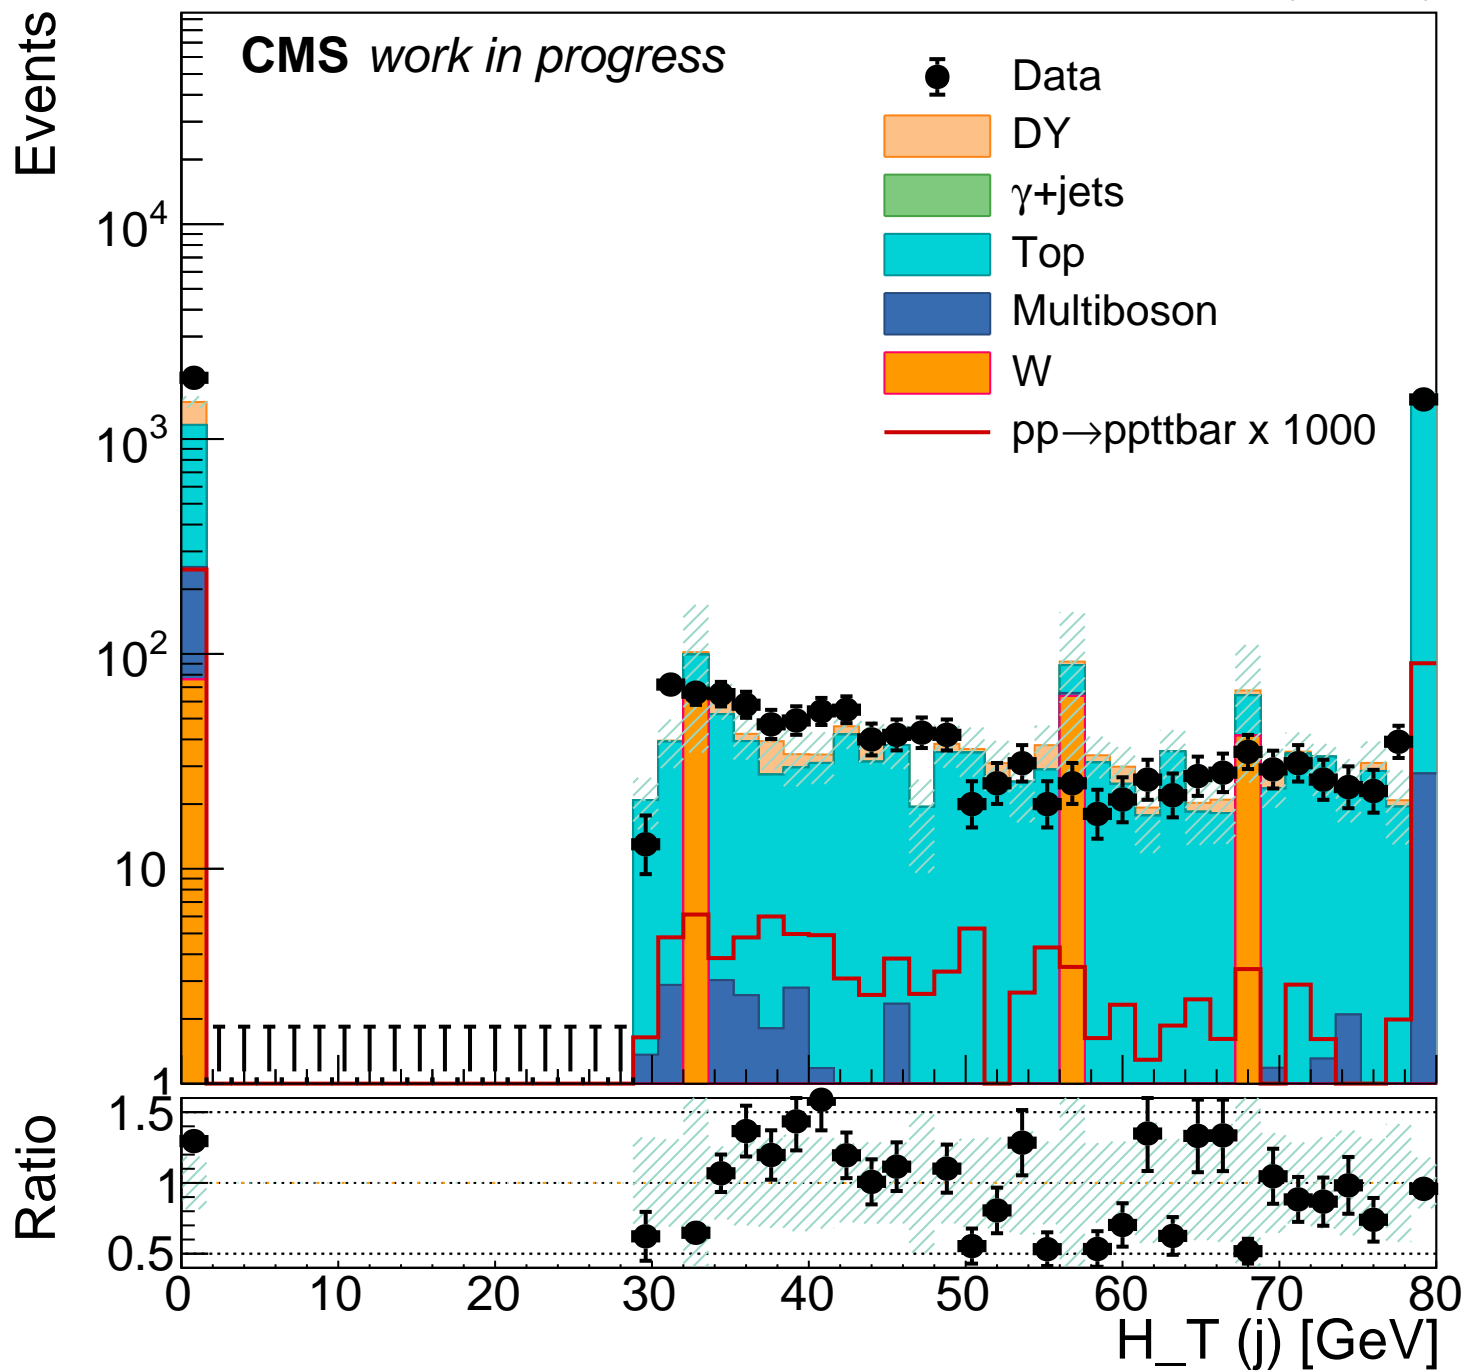 CMS work in progress
Events
Data
DY
γ+jets
Top
Multiboson
W
pp→ppttbar x 1000
10^4
10^3
10^2
10
1
Ratio
1.5
1
0.5
0 10 20 30 40 50 60 70 80
H_T (j) [GeV]